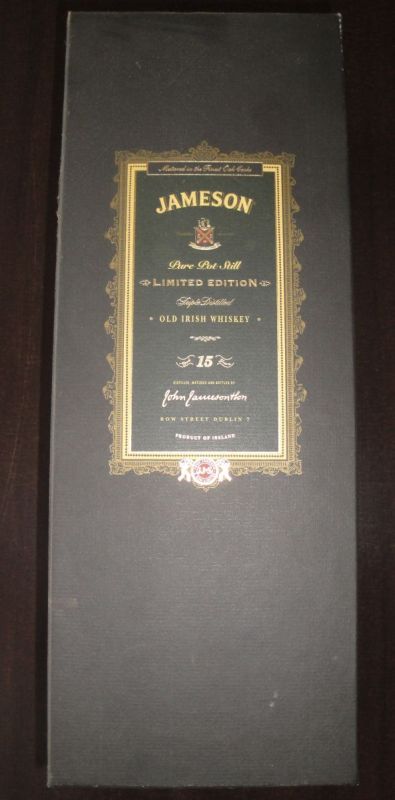 Matured in the Finest Oak Casks
JAMESON
Pure Pot Still
LIMITED EDITION
Triple Distilled
OLD IRISH WHISKEY
15
DISTILLED, MATURED AND BOTTLED BY
John Jameson & Son
BOW STREET DUBLIN 7
PRODUCT OF IRELAND